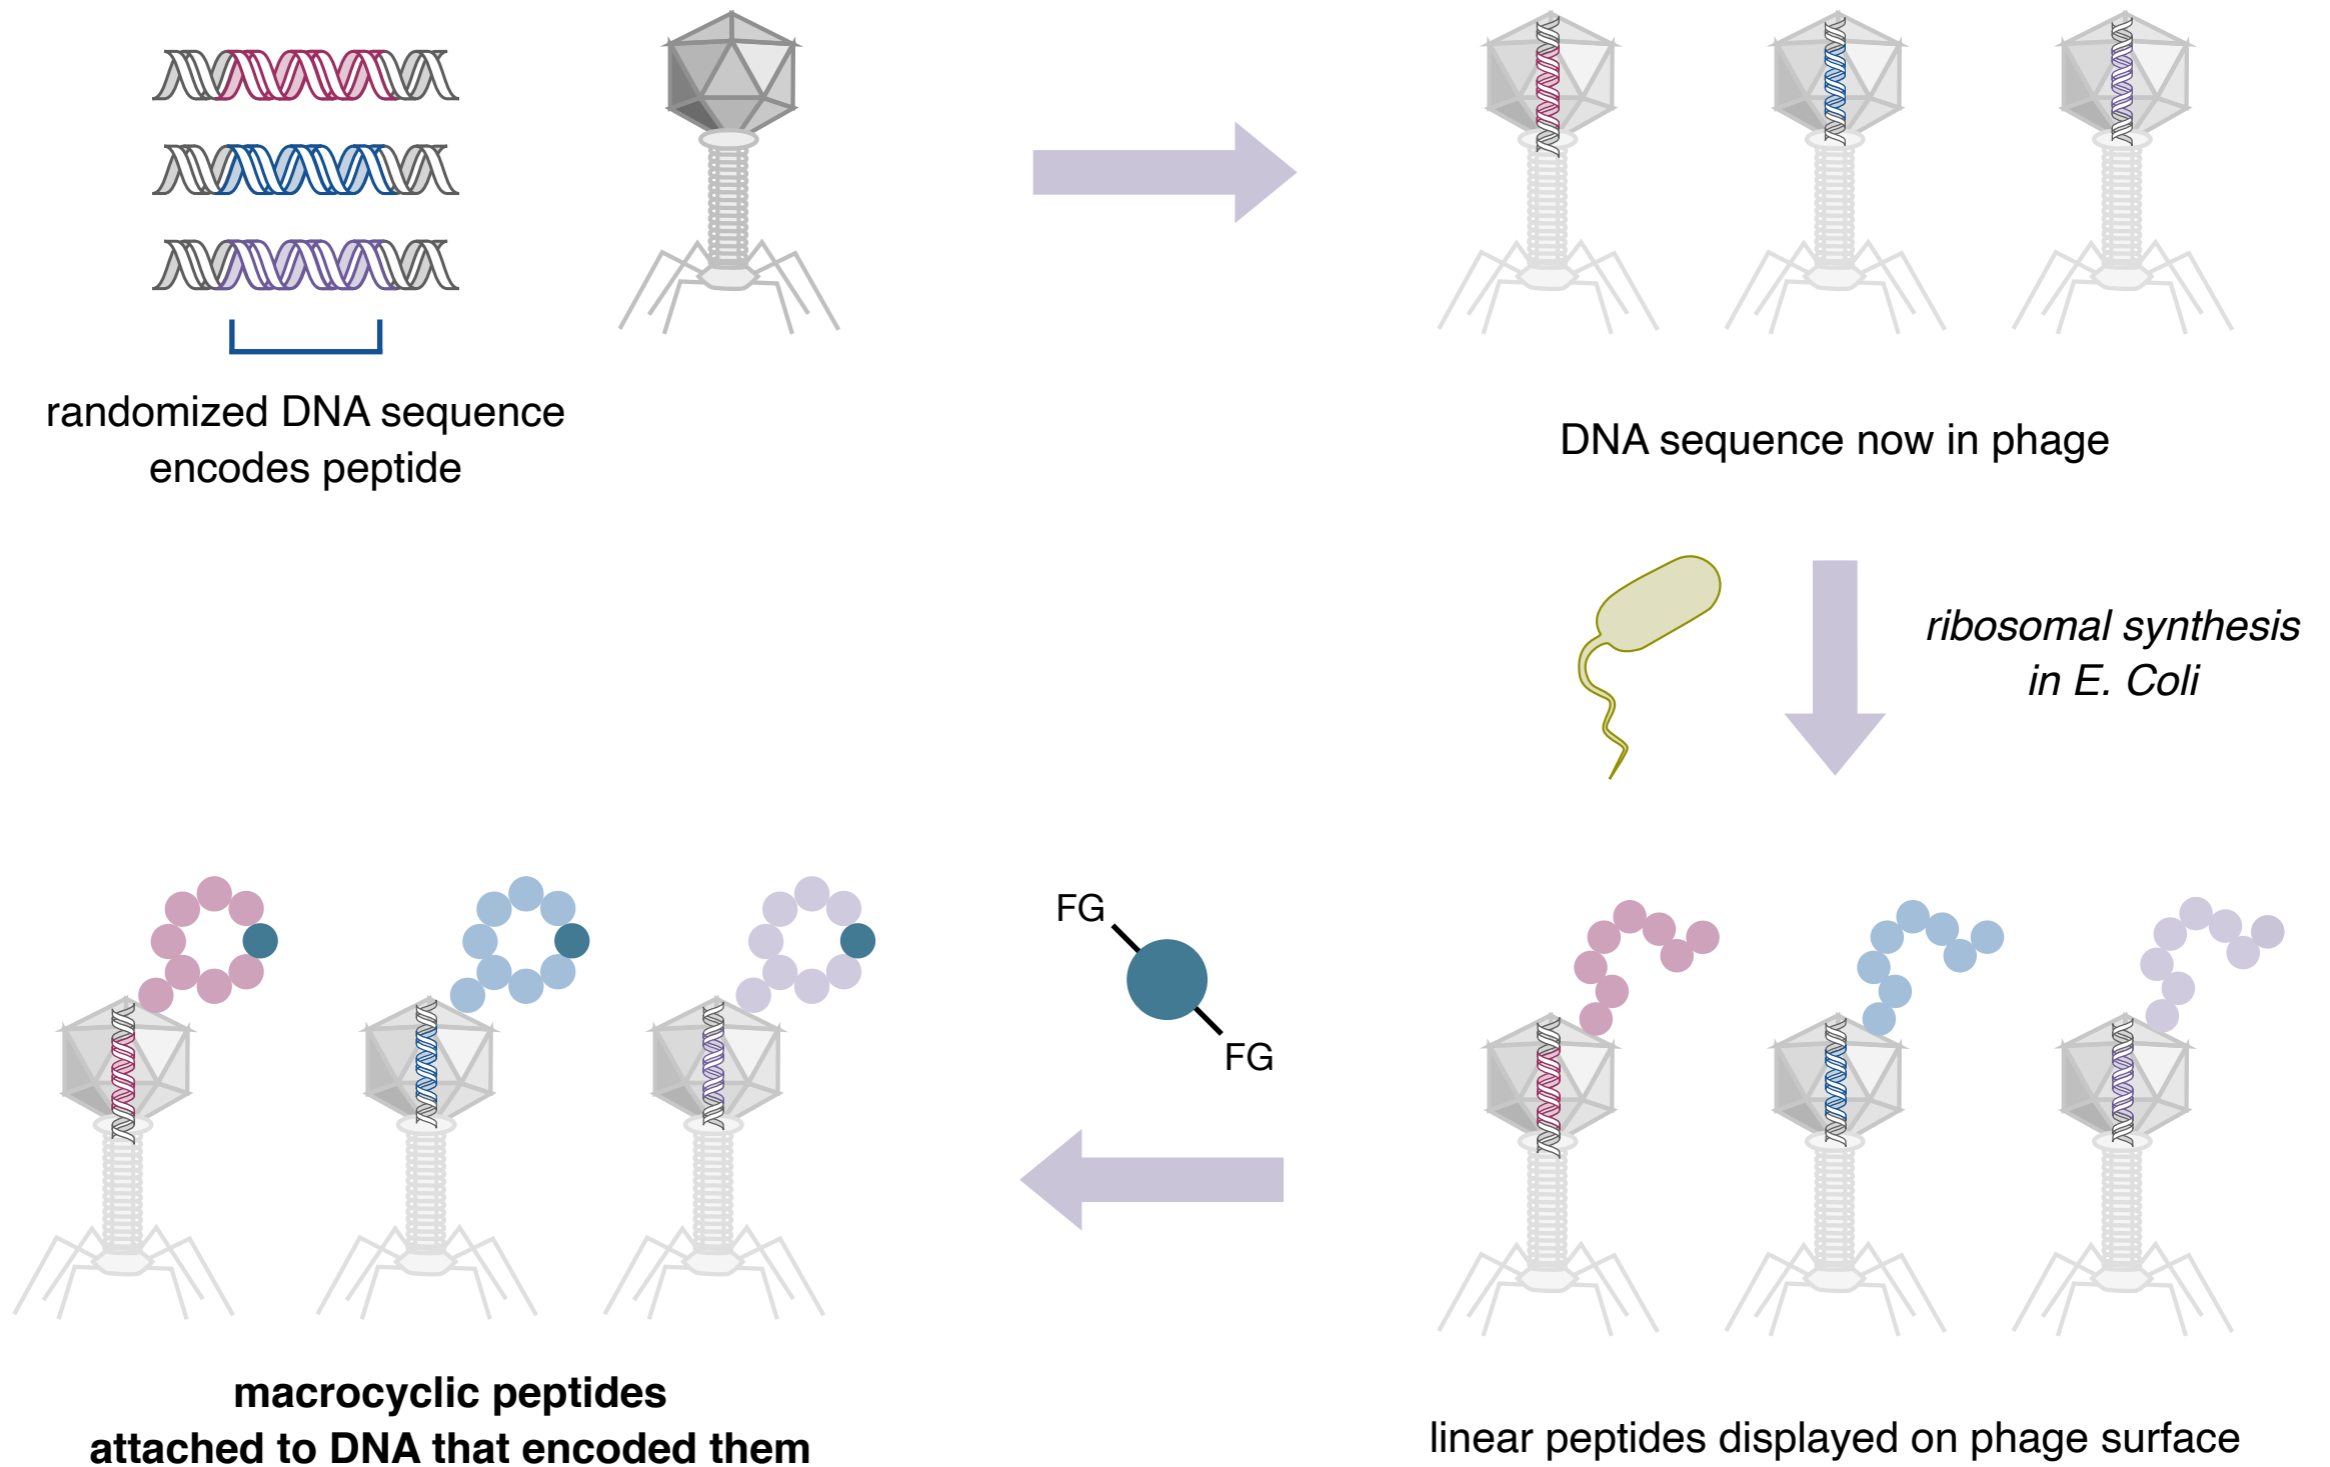 randomized DNA sequence
encodes peptide
DNA sequence now in phage
ribosomal synthesis
in E. Coli
FG
FG
linear peptides displayed on phage surface
macrocyclic peptides
attached to DNA that encoded them